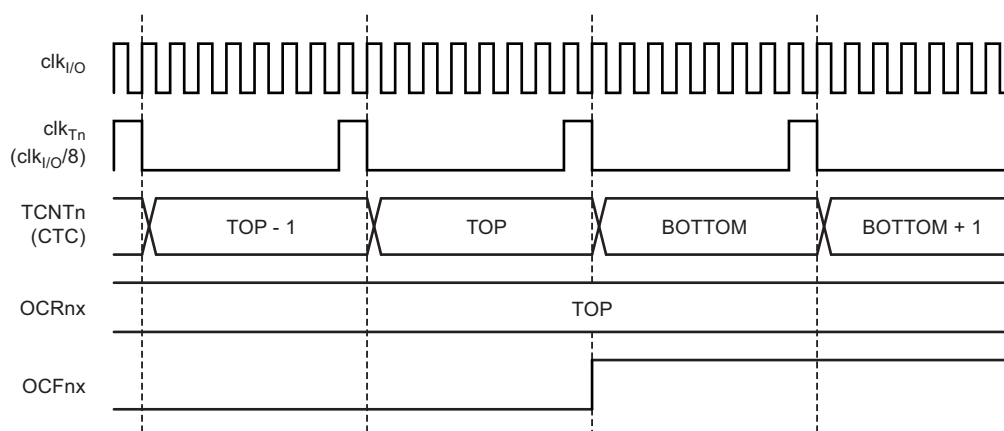 clkI/O
clkTn
(clkI/O/8)
TCNTn
(CTC)
TOP - 1
TOP
BOTTOM
BOTTOM + 1
OCRnx
TOP
OCFnx